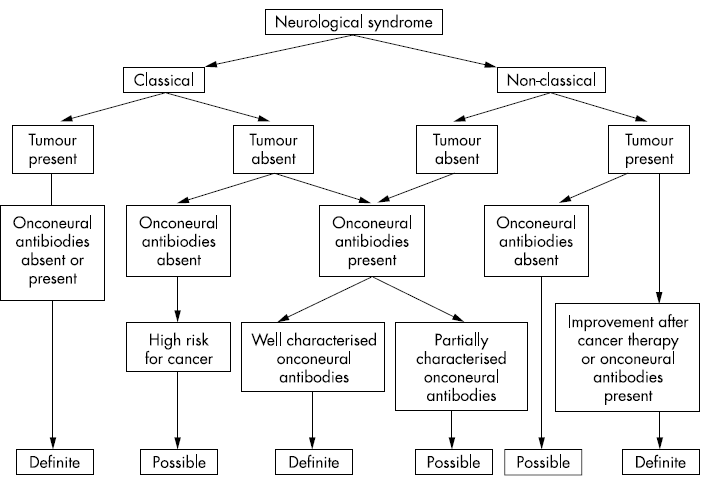 Neurological syndrome
Classical
Non-classical
Tumour
present
Tumour
absent
Tumour
absent
Tumour
present
Onconeural
antibodies
absent or
present
Onconeural
antibodies
absent
Onconeural
antibodies
present
Onconeural
antibodies
absent
High risk
for cancer
Well characterised
onconeural
antibodies
Partially
characterised
onconeural
antibodies
Improvement after
cancer therapy
or onconeural
antibodies
present
Definite
Possible
Definite
Possible
Possible
Definite